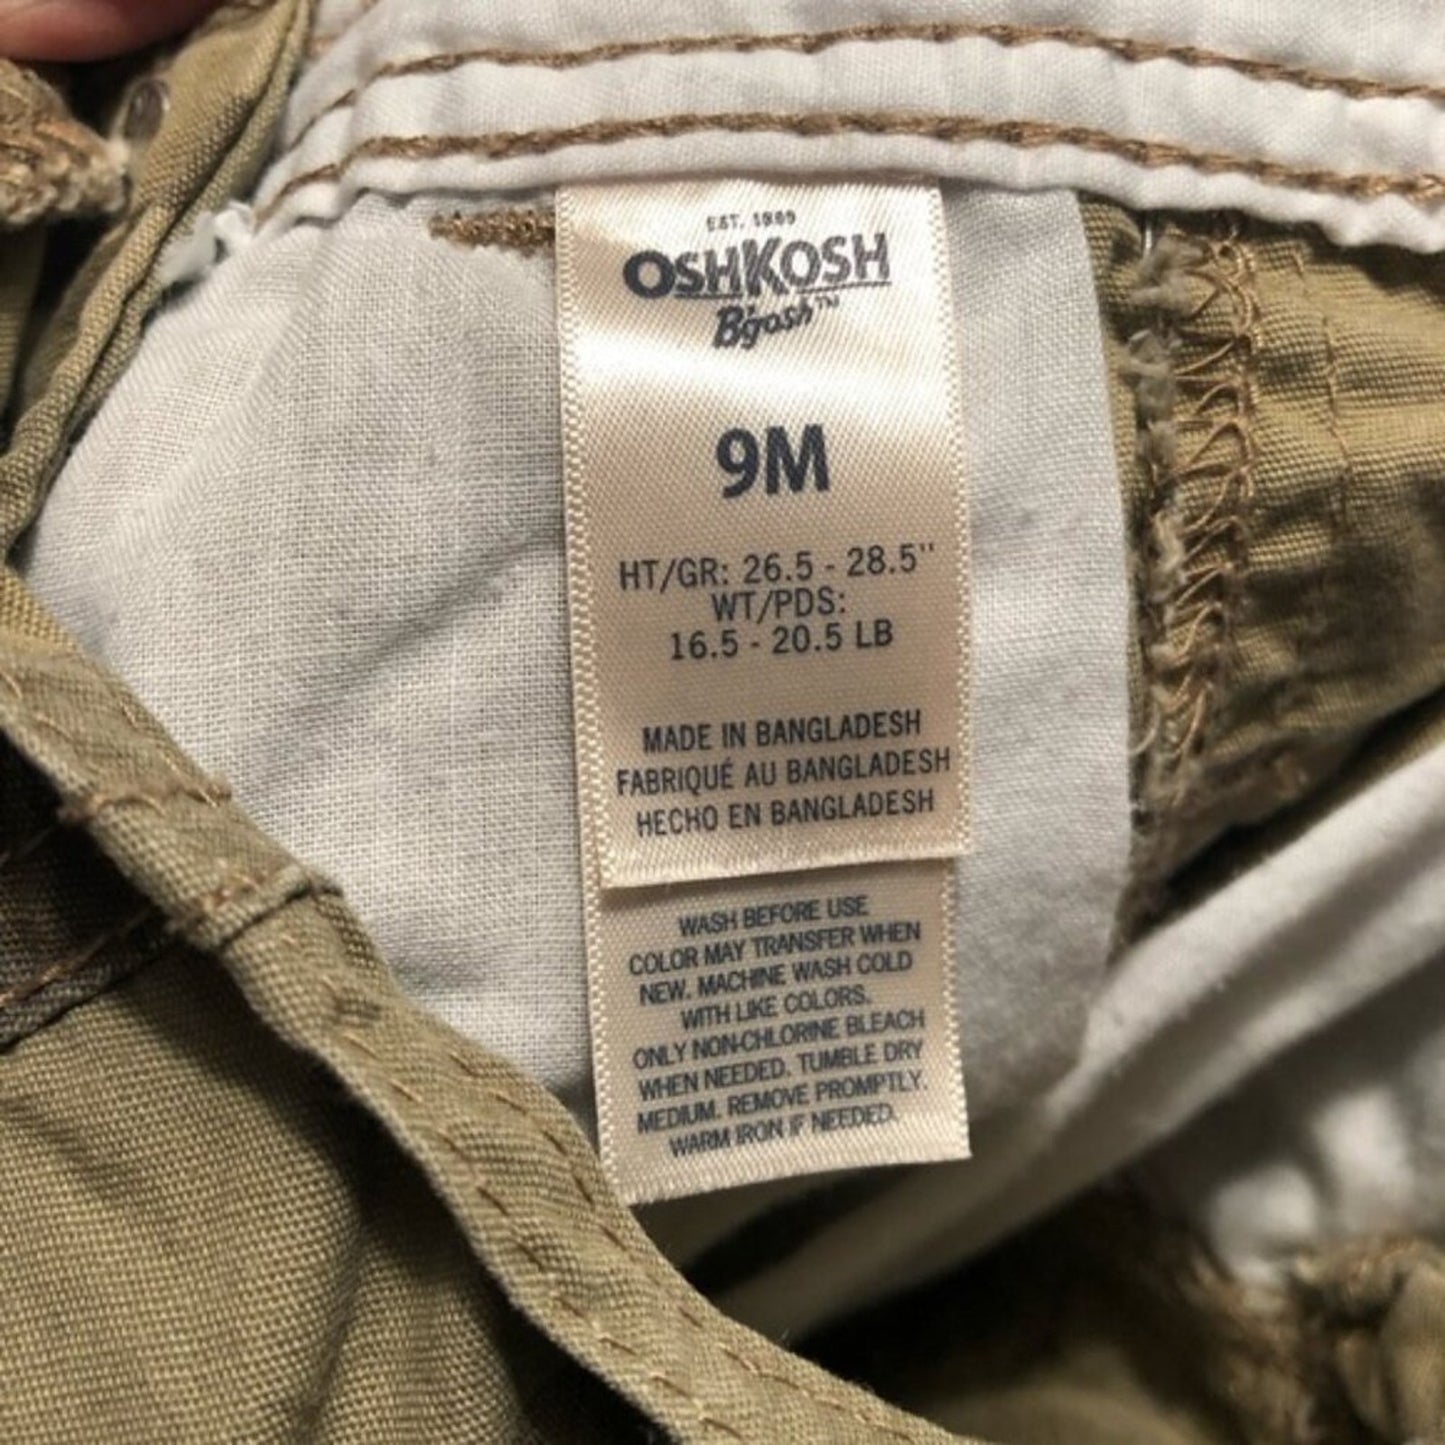 EST. 1889
OSHKOSH
B'gosh™
9M
HT/GR: 26.5 - 28.5"
WT/PDS:
16.5 - 20.5 LB
MADE IN BANGLADESH
FABRIQUÉ AU BANGLADESH
HECHO EN BANGLADESH
WASH BEFORE USE
COLOR MAY TRANSFER WHEN
NEW. MACHINE WASH COLD
WITH LIKE COLORS.
ONLY NON-CHLORINE BLEACH
WHEN NEEDED. TUMBLE DRY
MEDIUM. REMOVE PROMPTLY.
WARM IRON IF NEEDED.